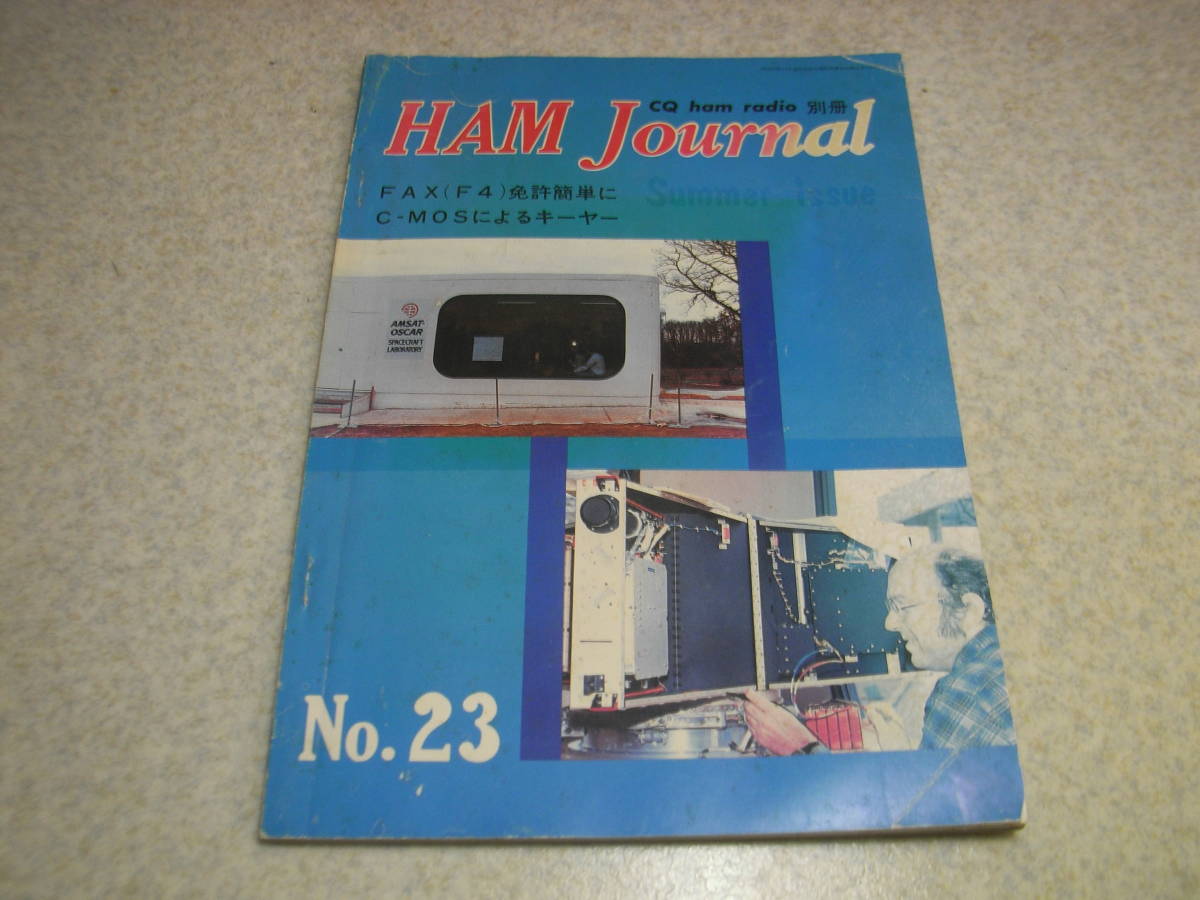 CQ ham radio 別冊
HAM Journal
Summer issue
FAX(F4)免許簡単に
C-MOSによるキーヤー
AMSAT-
OSCAR
SPACECRAFT
LABORATORY
No.23